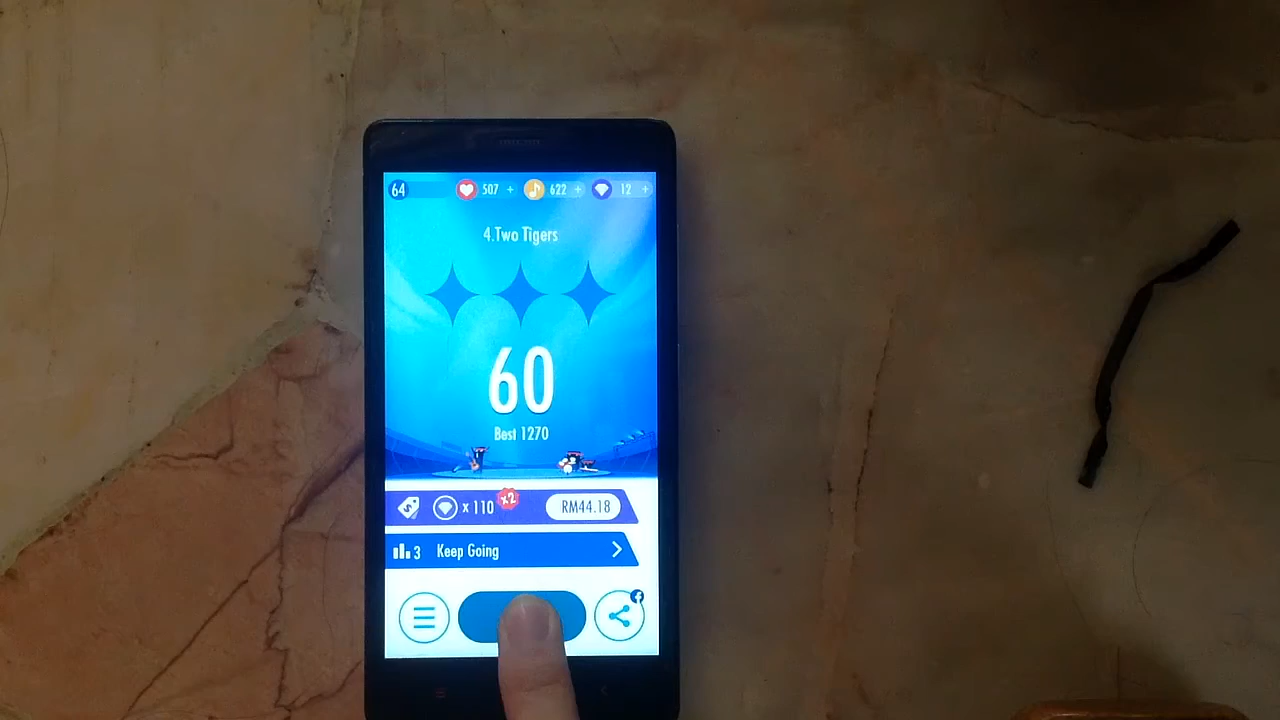 64 507 + 622 + 12 +
4.Two Tigers
60
Best 1270
x 110 x2 RM44.18
3 Keep Going